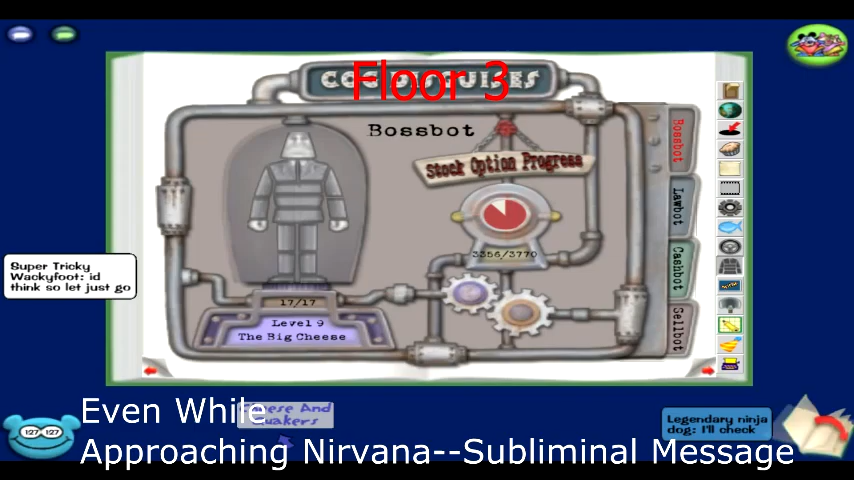 Floor 3
Bossbot
Stock Option Progress
3356/3770
17/17
Level 9
The Big Cheese
Bossbot
Lawbot
Cashbot
Sellbot
Super Tricky
Wackyfoot: id
think so let just go
127/127
Even While
Approaching Nirvana--Subliminal Message
Legendary ninja
dog: I'll check